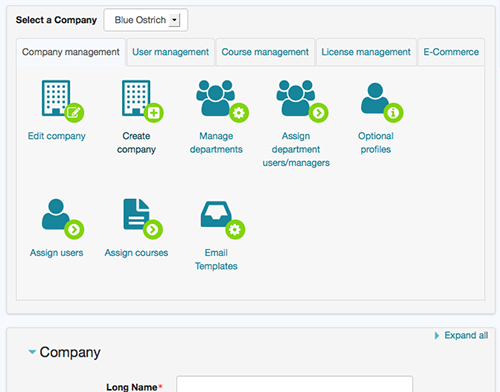 Select a Company Blue Ostrich
Company management User management Course management License management E-Commerce
Edit company Create company Manage departments Assign department users/managers Optional profiles
Assign users Assign courses Email Templates
Expand all
Company
Long Name*